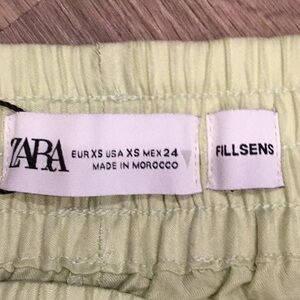 ZARA
EUR XS USA XS MEX 24
MADE IN MOROCCO
FILLSENS